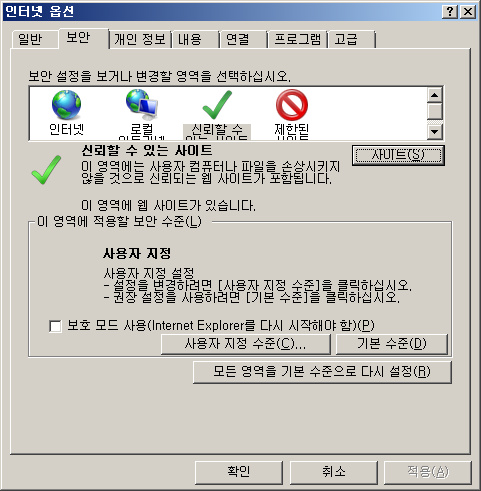 인터넷 옵션
일반 보안 개인 정보 내용 연결 프로그램 고급
보안 설정을 보거나 변경할 영역을 선택하십시오.
인터넷 로컬 신뢰할 수 제한된
사이트
신뢰할 수 있는 사이트
사이트(S)
이 영역에는 사용자 컴퓨터나 파일을 손상시키지
않을 것으로 신뢰되는 웹 사이트가 포함됩니다.
이 영역에 웹 사이트가 있습니다.
이 영역에 적용할 보안 수준(L)
사용자 지정
사용자 지정 설정
- 설정을 변경하려면 [사용자 지정 수준]을 클릭하십시오.
- 권장 설정을 사용하려면 [기본 수준]을 클릭하십시오.
보호 모드 사용(Internet Explorer를 다시 시작해야 함)(P)
사용자 지정 수준(C)... 기본 수준(D)
모든 영역을 기본 수준으로 다시 설정(R)
확인 취소 적용(A)